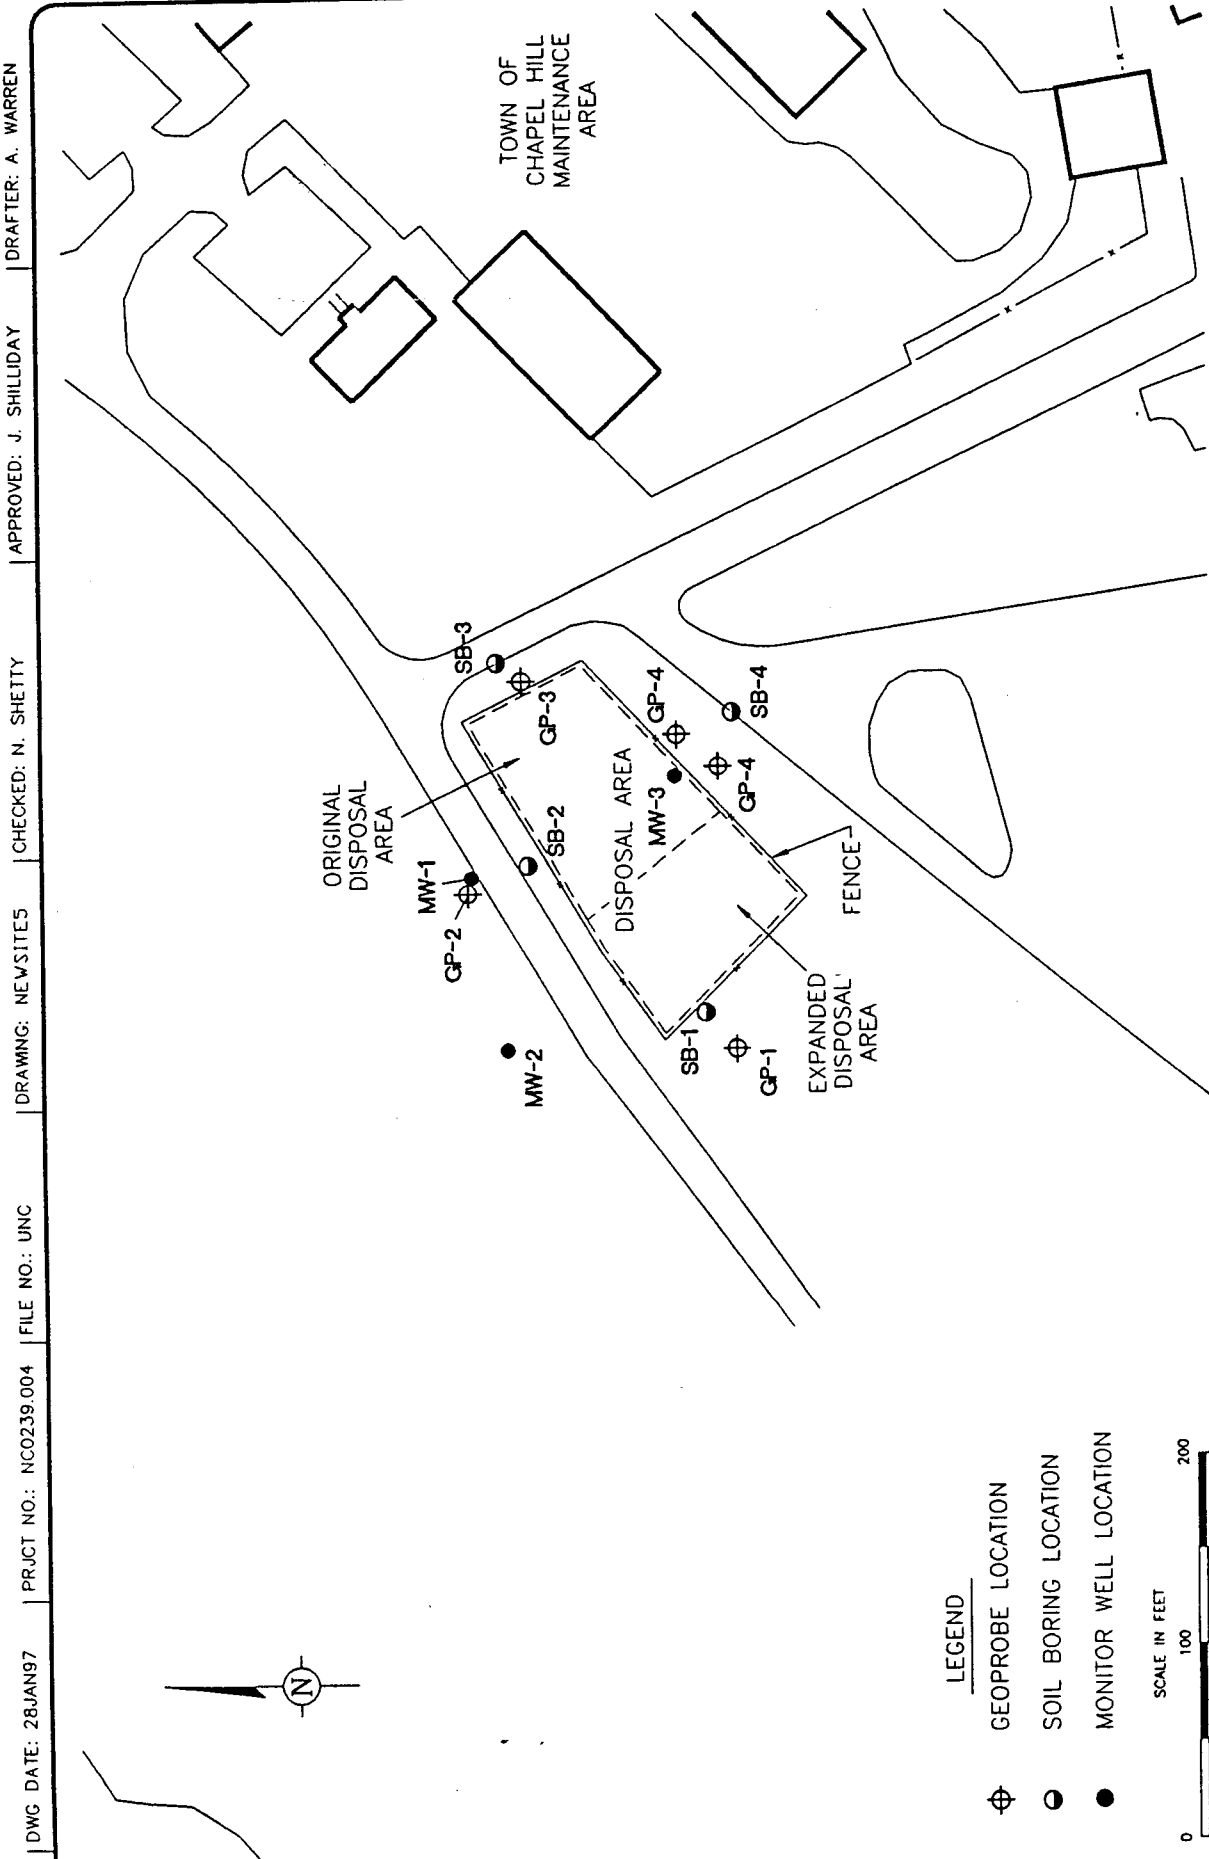 DWG DATE: 28JAN97
PRJCT NO.: NC0239.004
FILE NO.: UNC
DRAWING: NEWSITE5
CHECKED: N. SHETTY
APPROVED: J. SHILLIDAY
DRAFTER: A. WARREN
TOWN OF
CHAPEL HILL
MAINTENANCE
AREA
ORIGINAL
DISPOSAL
AREA
SB-3
GP-3
MW-1
GP-2
SB-2
GP-4
SB-4
DISPOSAL AREA
MW-3
GP-4
MW-2
FENCE
SB-1
GP-1
EXPANDED
DISPOSAL
AREA
N
LEGEND
GEOPROBE LOCATION
SOIL BORING LOCATION
MONITOR WELL LOCATION
SCALE IN FEET
0 100 200